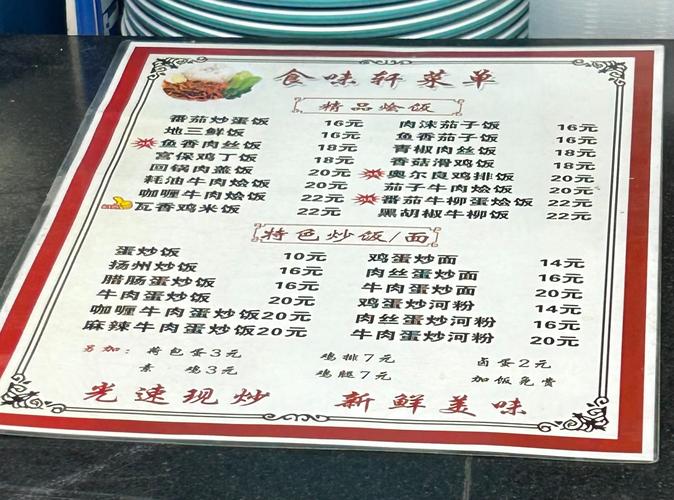 食味轩菜单
精品烩饭
番茄炒蛋饭 16元 肉沫茄子饭 16元
地三鲜饭 16元 鱼香茄子饭 16元
鱼香肉丝饭 18元 青椒肉丝饭 18元
宫保鸡丁饭 18元 香菇滑鸡饭 18元
回锅肉盖饭 20元 奥尔良鸡排饭 20元
耗油牛肉烩饭 20元 茄子牛肉烩饭 20元
咖喱牛肉烩饭 22元 番茄牛柳蛋烩饭 22元
瓦香鸡米饭 22元 黑胡椒牛柳饭 22元
特色炒饭/面
蛋炒饭 10元 鸡蛋炒面 14元
扬州炒饭 16元 肉丝蛋炒面 16元
腊肠蛋炒饭 16元 牛肉蛋炒面 20元
牛肉蛋炒饭 20元 鸡蛋炒河粉 14元
咖喱牛肉蛋炒饭 20元 肉丝蛋炒河粉 16元
麻辣牛肉蛋炒饭 20元 牛肉蛋炒河粉 20元
另加: 荷包蛋3元 鸡排7元 卤蛋2元
素鸡3元 鸡腿7元 加饭免费
光速现炒 新鲜美味